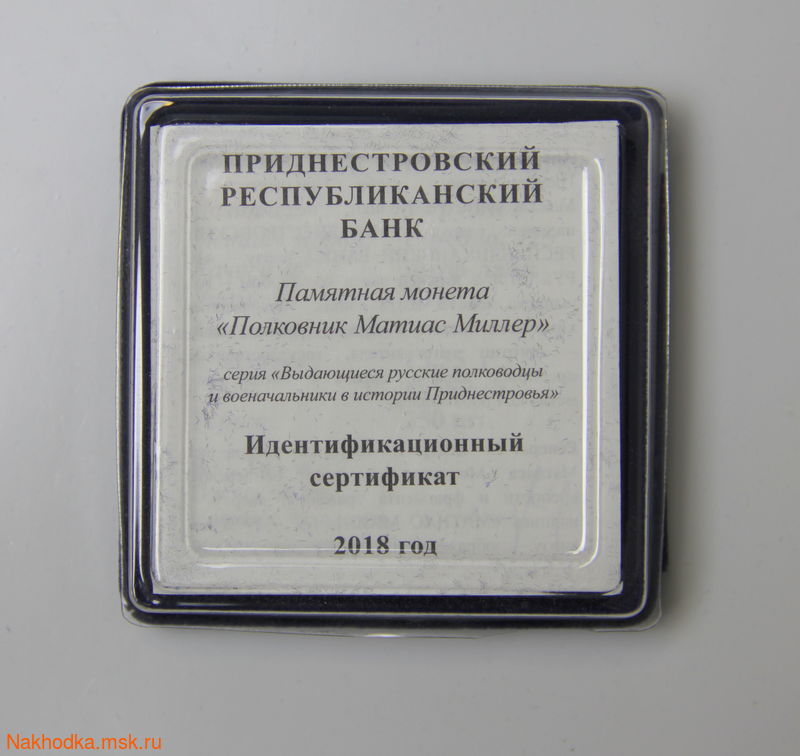 ПРИДНЕСТРОВСКИЙ
РЕСПУБЛИКАНСКИЙ
БАНК
Памятная монета
«Полковник Матиас Миллер»
серия «Выдающиеся русские полководцы
и военачальники в истории Приднестровья»
Идентификационный
сертификат
2018 год
Nakhodka.msk.ru